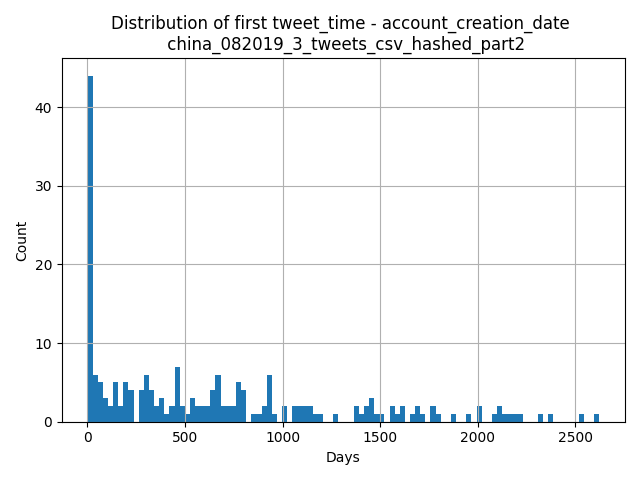 Distribution of first tweet_time - account_creation_date
china_082019_3_tweets_csv_hashed_part2
Count
40
30
20
10
0
0 500 1000 1500 2000 2500
Days